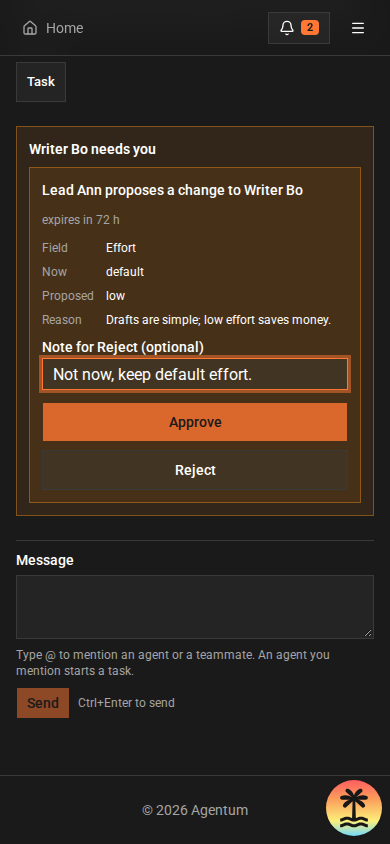 Home
2
Task
Writer Bo needs you
Lead Ann proposes a change to Writer Bo
expires in 72 h
Field Effort
Now default
Proposed low
Reason Drafts are simple; low effort saves money.
Note for Reject (optional)
Not now, keep default effort.
Approve
Reject
Message
Type @ to mention an agent or a teammate. An agent you
mention starts a task.
Send Ctrl+Enter to send
© 2026 Agentum